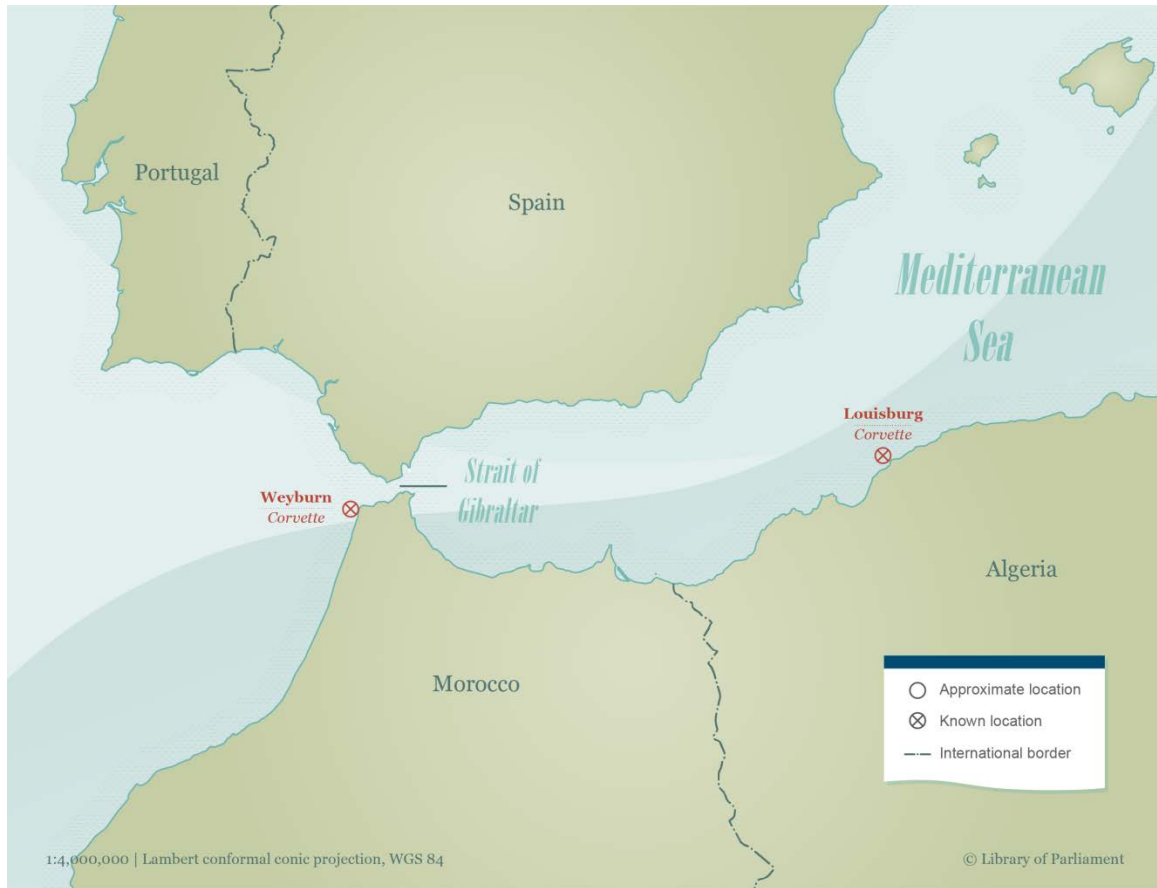 Portugal
Spain
Mediterranean
Sea
Louisburg
Corvette
Strait of
Gibraltar
Weyburn
Corvette
Algeria
Morocco
Approximate location
Known location
International border
1:4,000,000 | Lambert conformal conic projection, WGS 84
© Library of Parliament